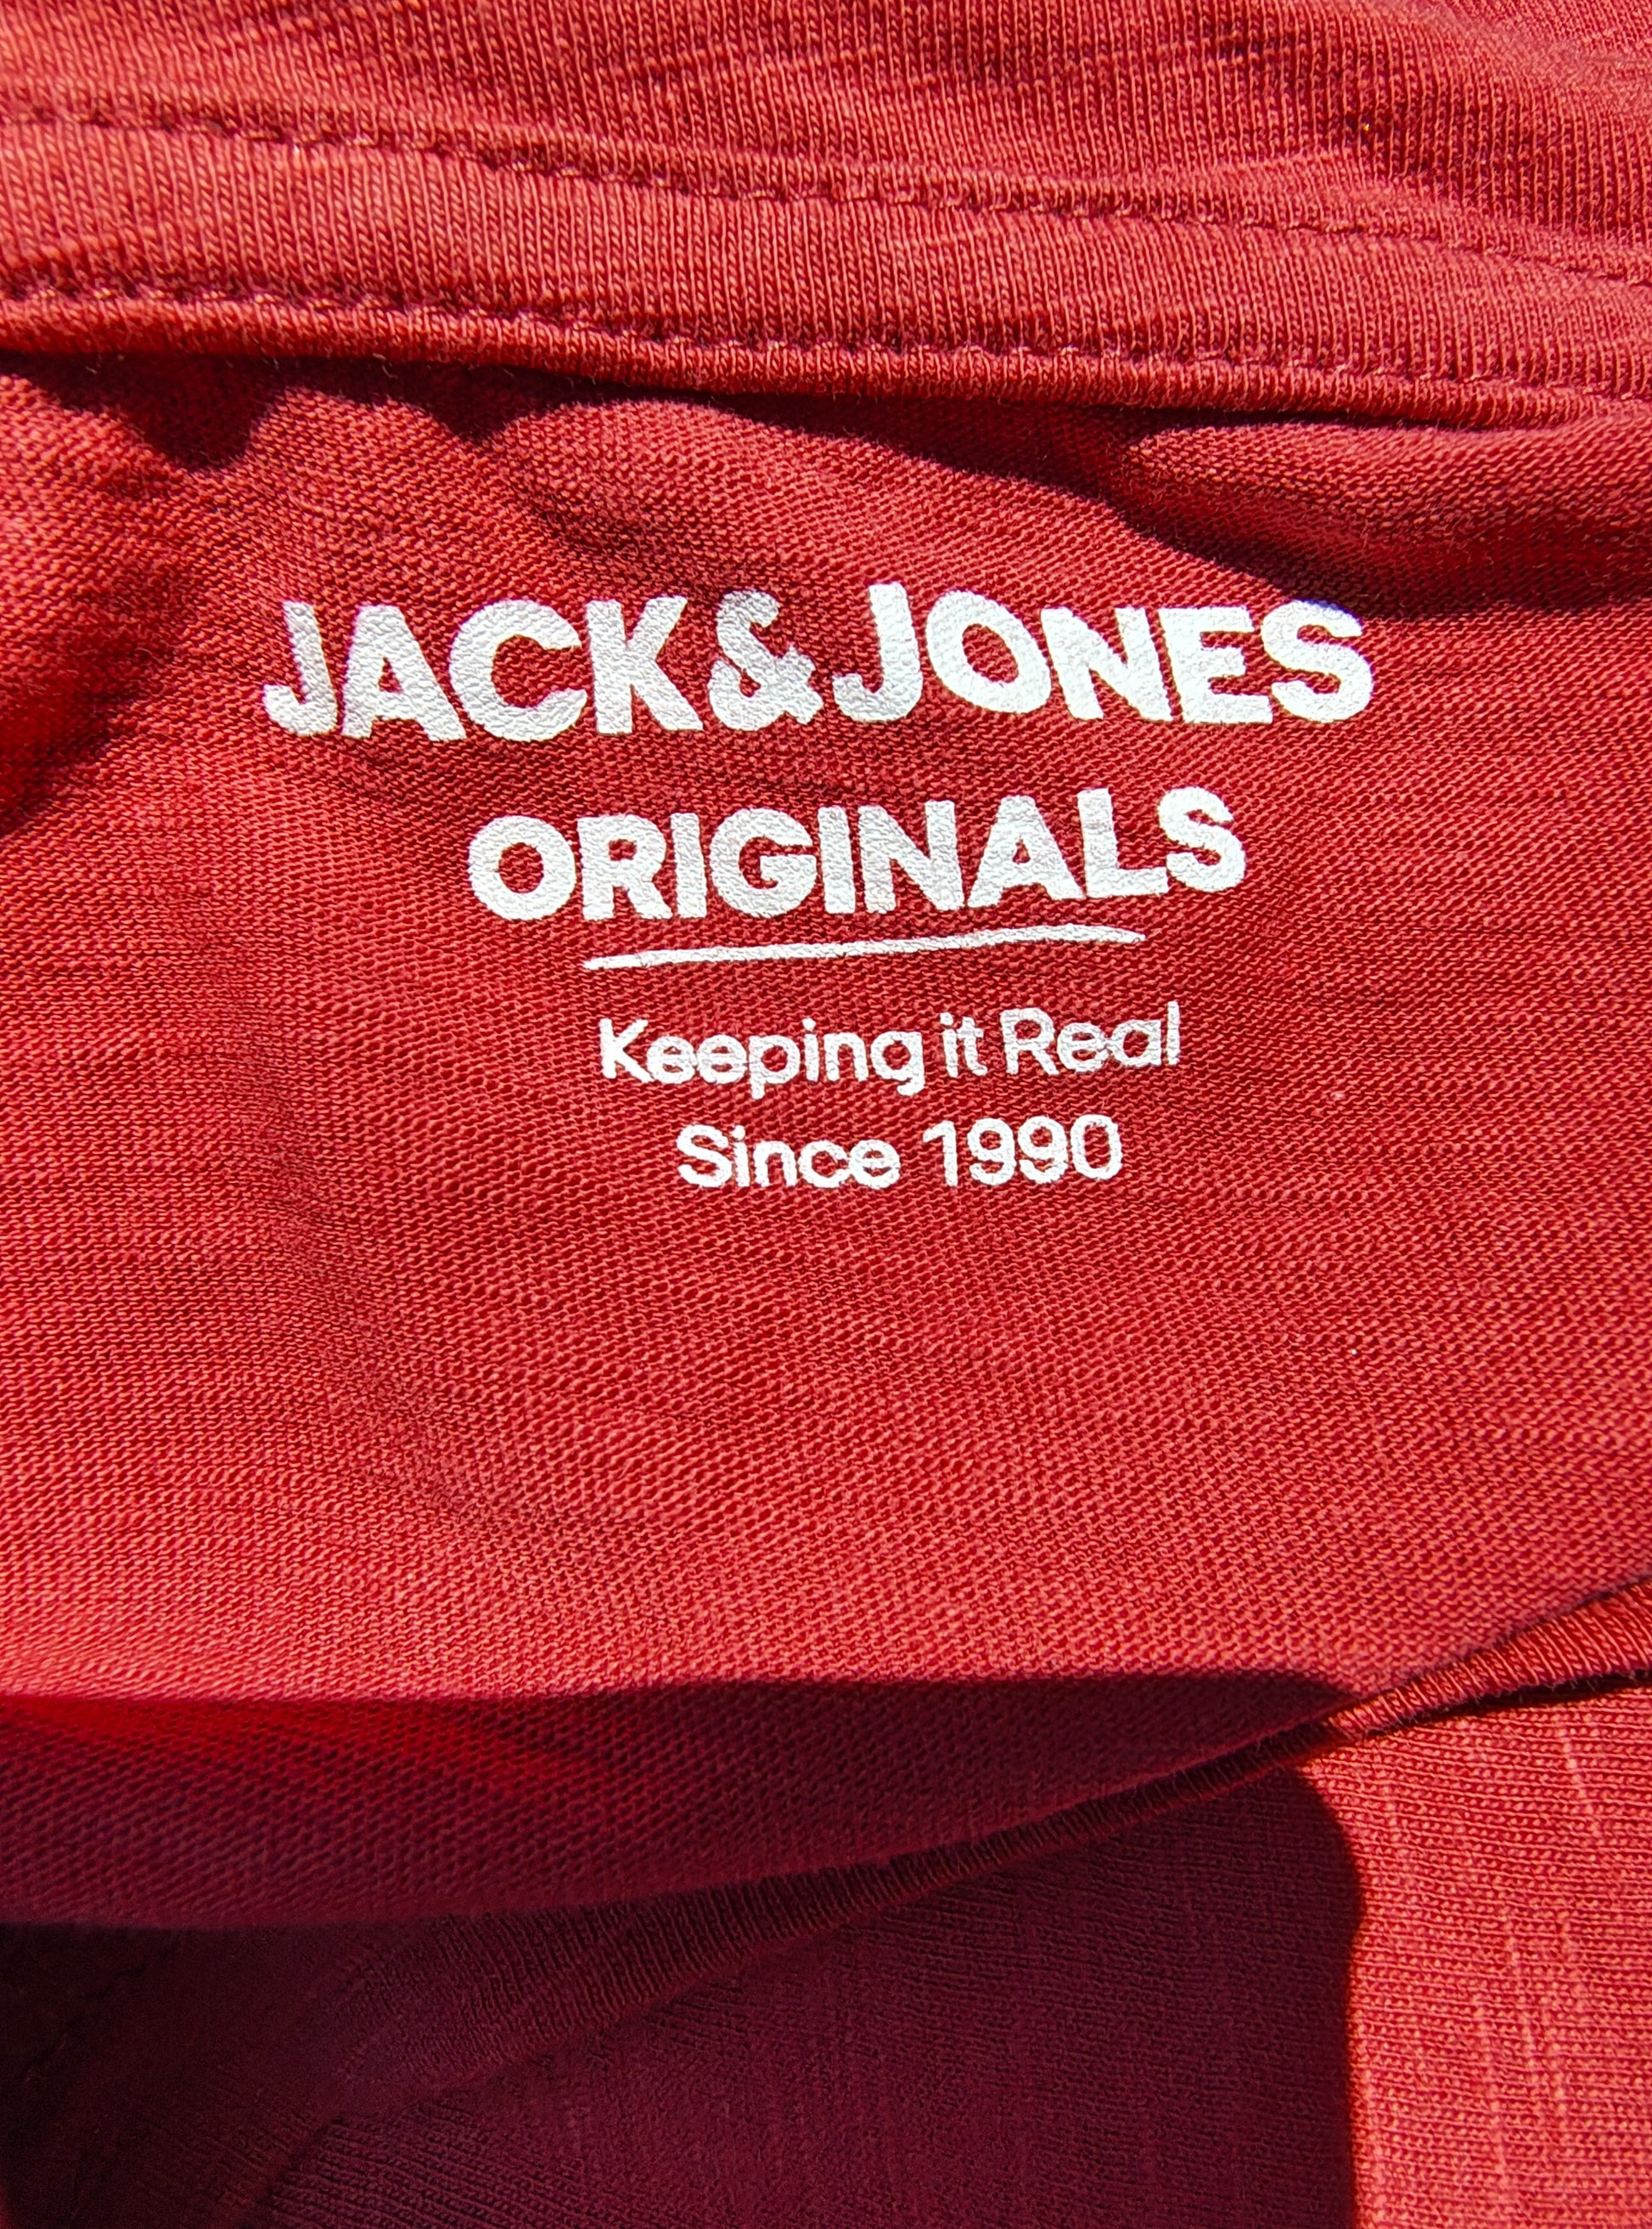 JACK&JONES
ORIGINALS
Keeping it Real
Since 1990